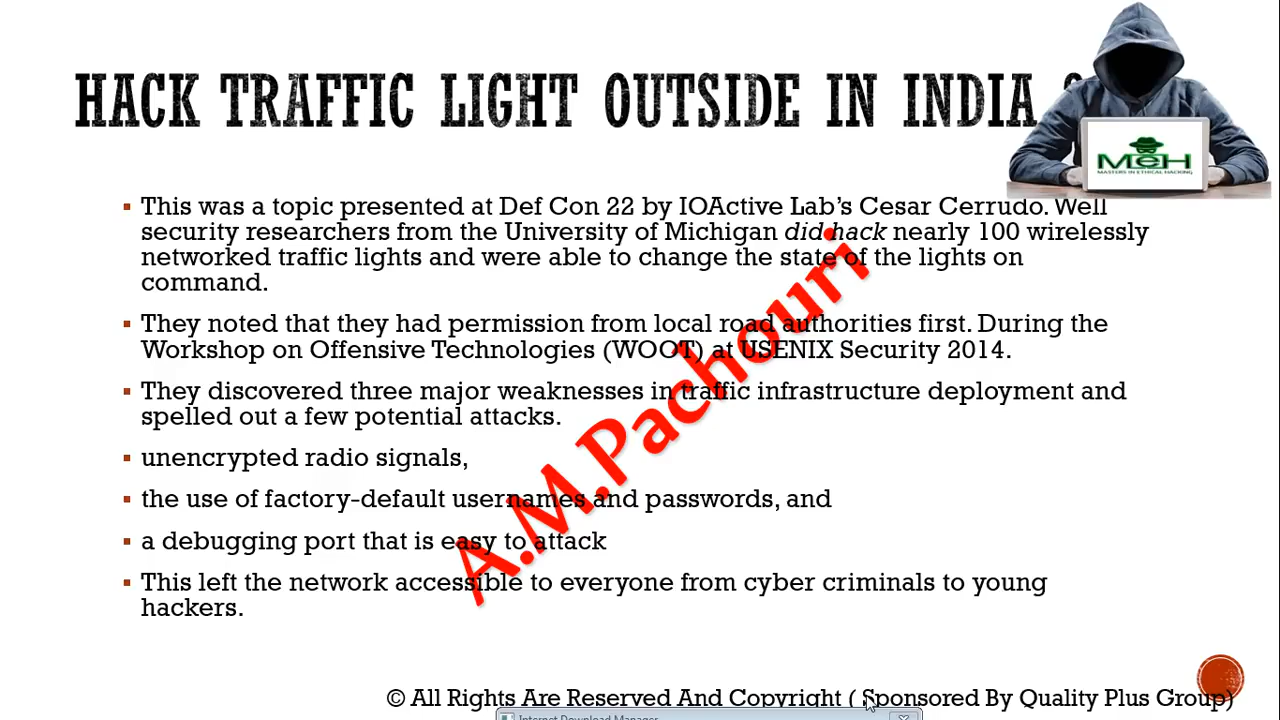 HACK TRAFFIC LIGHT OUTSIDE IN INDIA ?
MCH
MASTERS IN ETHICAL HACKING
This was a topic presented at Def Con 22 by IOActive Lab's Cesar Cerrudo. Well
security researchers from the University of Michigan did hack nearly 100 wirelessly
networked traffic lights and were able to change the state of the lights on
command.
They noted that they had permission from local road authorities first. During the
Workshop on Offensive Technologies (WOOT) at USENIX Security 2014.
They discovered three major weaknesses in traffic infrastructure deployment and
spelled out a few potential attacks.
unencrypted radio signals,
the use of factory-default usernames and passwords, and
a debugging port that is easy to attack
This left the network accessible to everyone from cyber criminals to young
hackers.
A.M.Pachouri
© All Rights Are Reserved And Copyright ( Sponsored By Quality Plus Group)
Internet Download Manager